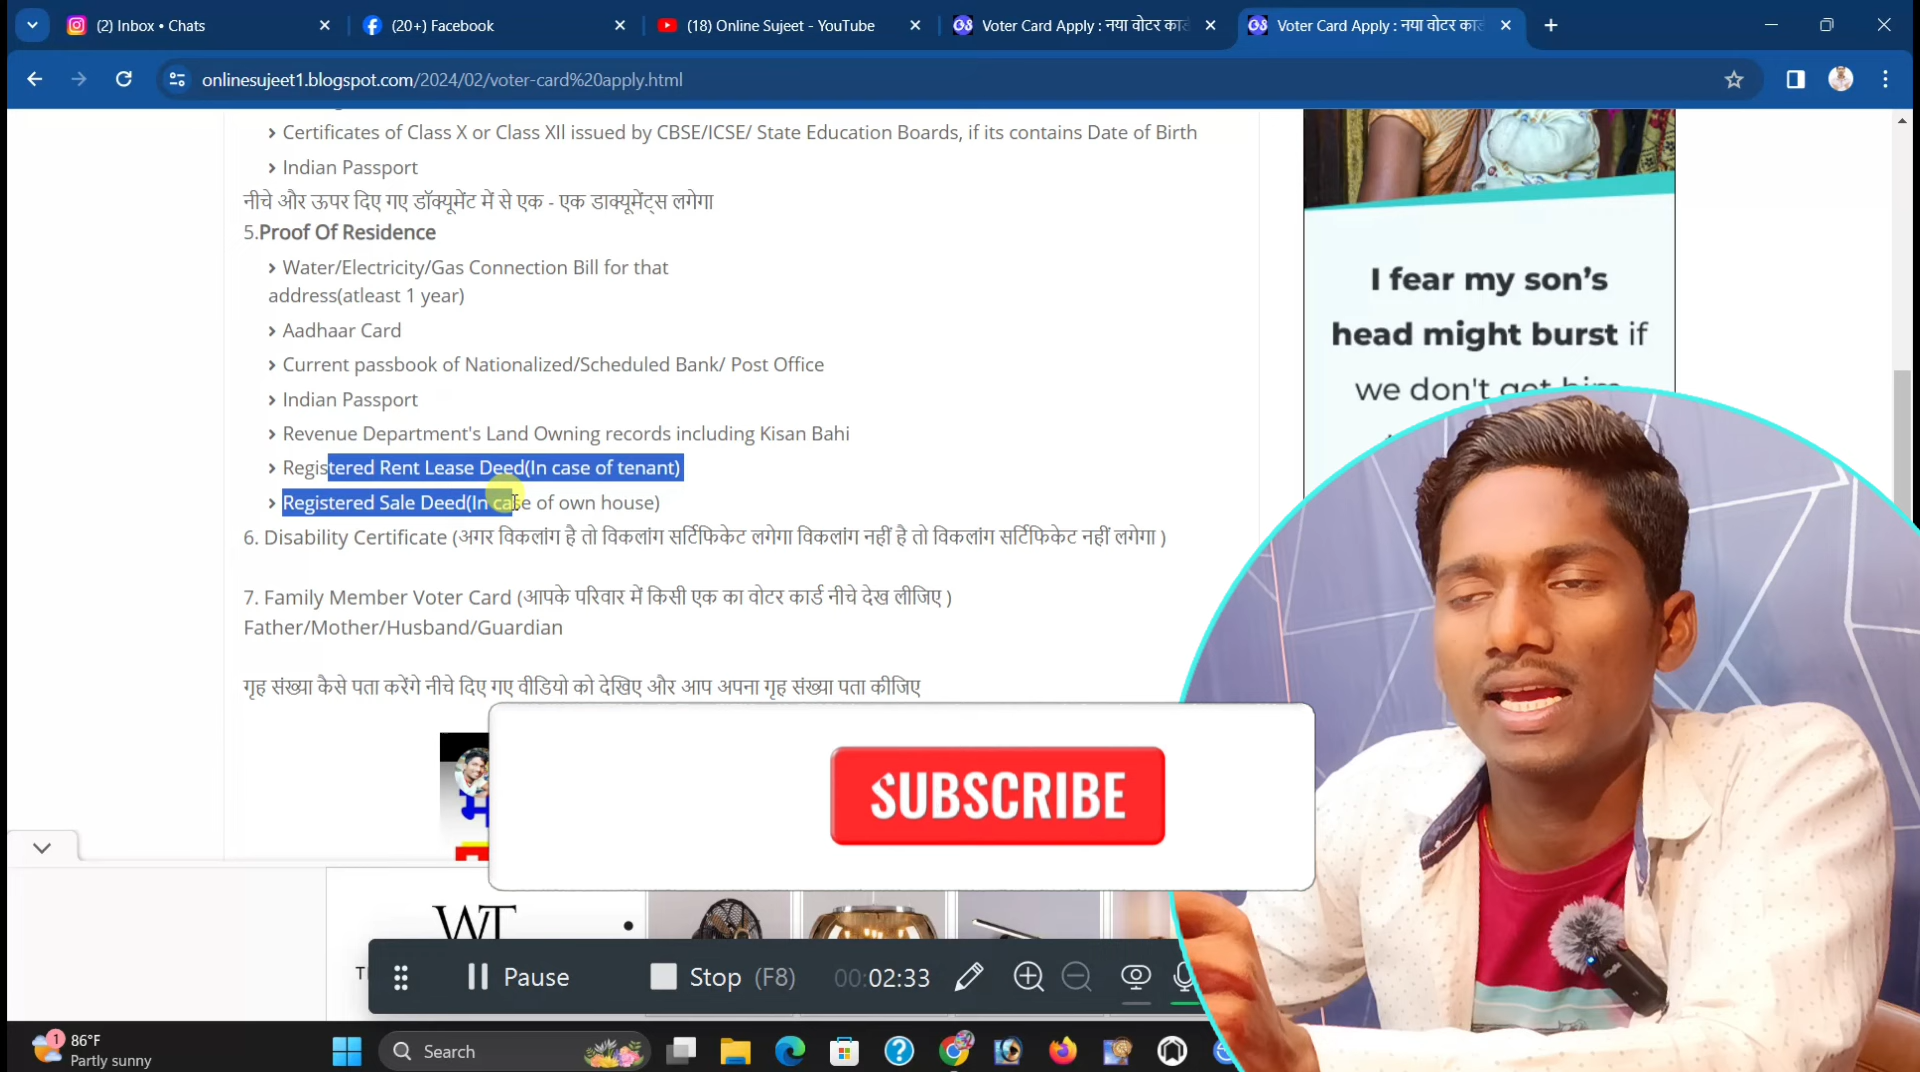 (2) Inbox • Chats
(20+) Facebook
(18) Online Sujeet - YouTube
Voter Card Apply : नया वोटर कार्ड
Voter Card Apply : नया वोटर कार्ड
onlinesujeet1.blogspot.com/2024/02/voter-card%20apply.html
› Certificates of Class X or Class XII issued by CBSE/ICSE/ State Education Boards, if its contains Date of Birth
› Indian Passport
नीचे और ऊपर दिए गए डॉक्यूमेंट में से एक - एक डाक्यूमेंट्स लगेगा
5.Proof Of Residence
› Water/Electricity/Gas Connection Bill for that
address(atleast 1 year)
› Aadhaar Card
› Current passbook of Nationalized/Scheduled Bank/ Post Office
› Indian Passport
› Revenue Department's Land Owning records including Kisan Bahi
› Registered Rent Lease Deed(In case of tenant)
› Registered Sale Deed(In case of own house)
6. Disability Certificate (अगर विकलांग है तो विकलांग सर्टिफिकेट लगेगा विकलांग नहीं है तो विकलांग सर्टिफिकेट नहीं लगेगा )
7. Family Member Voter Card (आपके परिवार में किसी एक का वोटर कार्ड नीचे देख लीजिए )
Father/Mother/Husband/Guardian
गृह संख्या कैसे पता करेंगे नीचे दिए गए वीडियो को देखिए और आप अपना गृह संख्या पता कीजिए
I fear my son's
head might burst if
we don't get him
SUBSCRIBE
WT
Pause
Stop (F8)
00:02:33
1
86°F
Partly sunny
Search